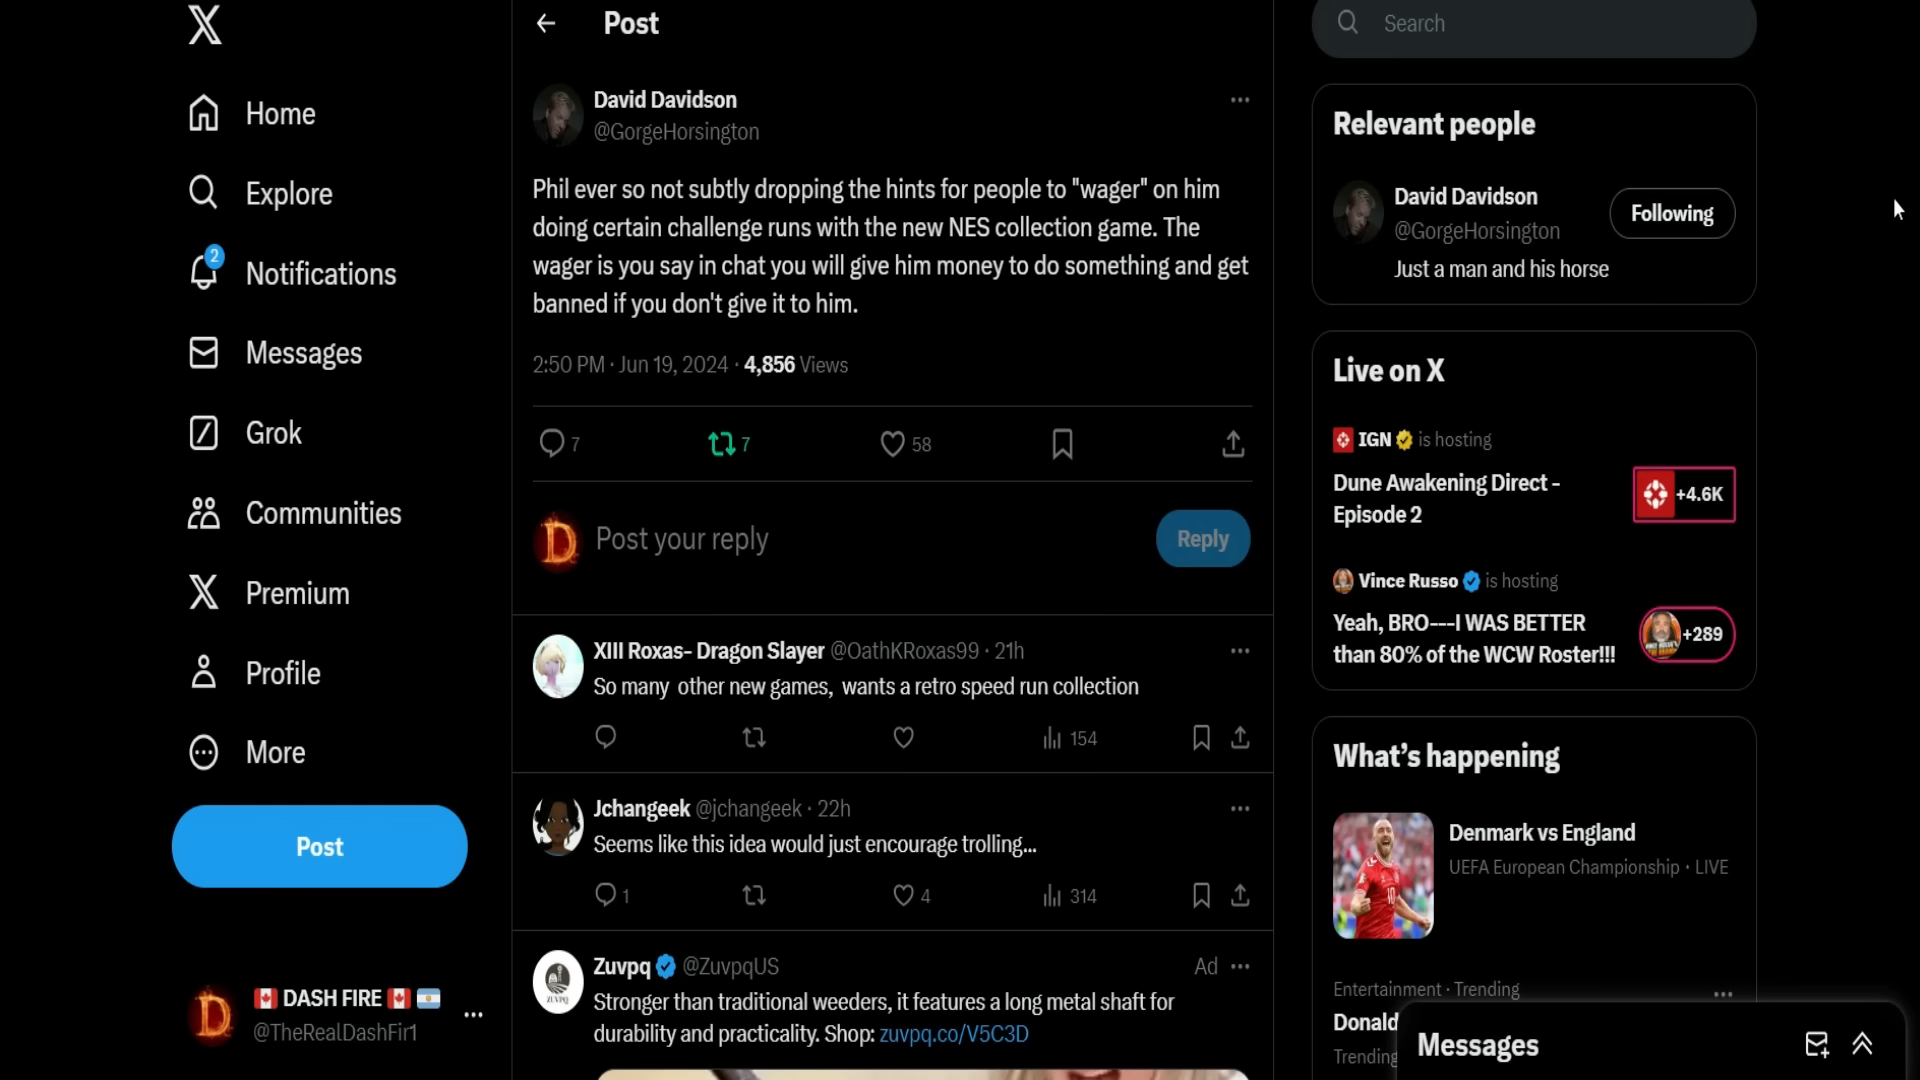 Home
Explore
2
Notifications
Messages
Grok
Communities
Premium
Profile
More
Post
DASH FIRE
@TheRealDashFir1
Post
David Davidson
@GorgeHorsington
Phil ever so not subtly dropping the hints for people to "wager" on him
doing certain challenge runs with the new NES collection game. The
wager is you say in chat you will give him money to do something and get
banned if you don't give it to him.
2:50 PM · Jun 19, 2024 · 4,856 Views
7 7 58
Post your reply
Reply
XIII Roxas- Dragon Slayer @OathKRoxas99 · 21h
So many other new games, wants a retro speed run collection
154
Jchangeek @jchangeek · 22h
Seems like this idea would just encourage trolling...
1 4 314
Zuvpq @ZuvpqUS Ad
Stronger than traditional weeders, it features a long metal shaft for
durability and practicality. Shop: zuvpq.co/V5C3D
Search
Relevant people
David Davidson
@GorgeHorsington
Following
Just a man and his horse
Live on X
IGN is hosting
Dune Awakening Direct -
Episode 2
+4.6K
Vince Russo is hosting
Yeah, BRO---I WAS BETTER
than 80% of the WCW Roster!!!
+289
What's happening
Denmark vs England
UEFA European Championship · LIVE
Entertainment · Trending
Donald
Trending
Messages